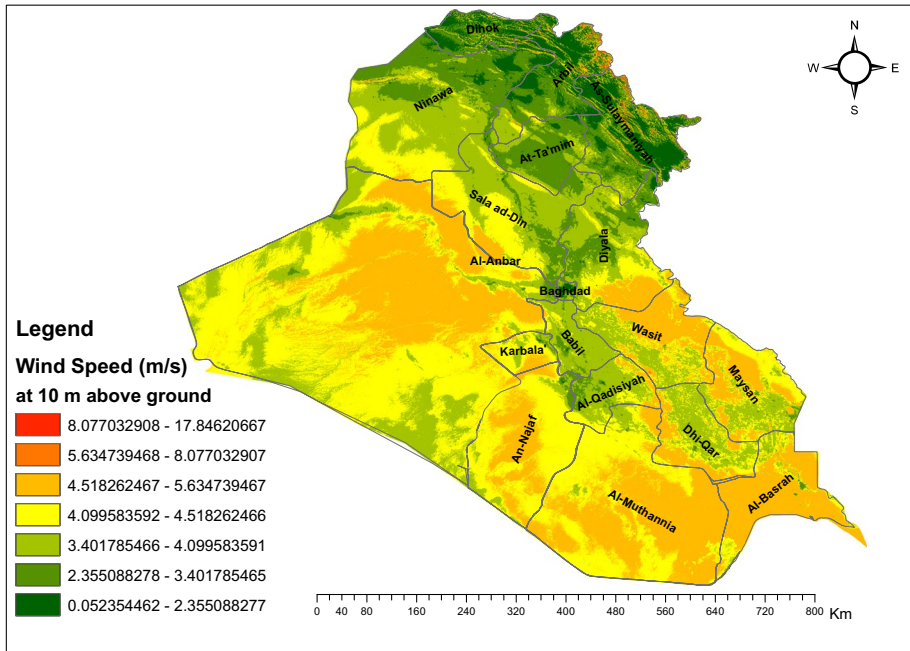 N
W E
S
Dihok
Arbil
As-Sulaymaniyah
Ninawa
At-Ta'mim
Sala ad-Din
Diyala
Al-Anbar
Baghdad
Wasit
Babil
Karbala'
Maysan
Al-Qadisiyah
An-Najaf
Dhi-Qar
Al-Muthannia
Al-Basrah
Legend
Wind Speed (m/s)
at 10 m above ground
8.077032908 - 17.84620667
5.634739468 - 8.077032907
4.518262467 - 5.634739467
4.099583592 - 4.518262466
3.401785466 - 4.099583591
2.355088278 - 3.401785465
0.052354462 - 2.355088277
0 40 80 160 240 320 400 480 560 640 720 800 Km